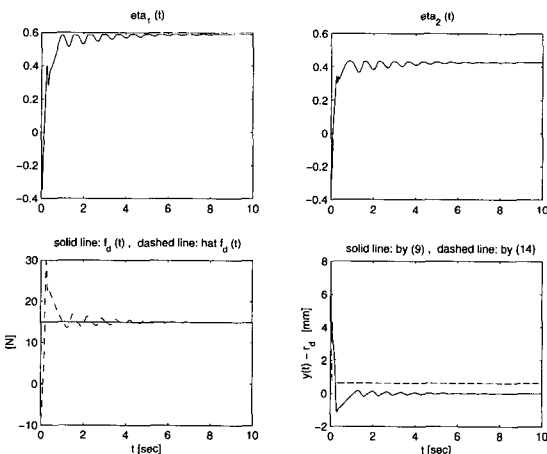 eta1 (t)
0.6
0.4
0.2
0
−0.2
−0.4
0 2 4 6 8 10
eta2 (t)
0.6
0.4
0.2
0
−0.2
−0.4
0 2 4 6 8 10
solid line: f_d (t) , dashed line: hat f_d (t)
[N]
30
20
10
0
−10
0 2 4 6 8 10
t [sec]
solid line: by (9) , dashed line: by (14}
y(t) − r_d [mm]
8
6
4
2
0
−2
0 2 4 6 8 10
t [sec]